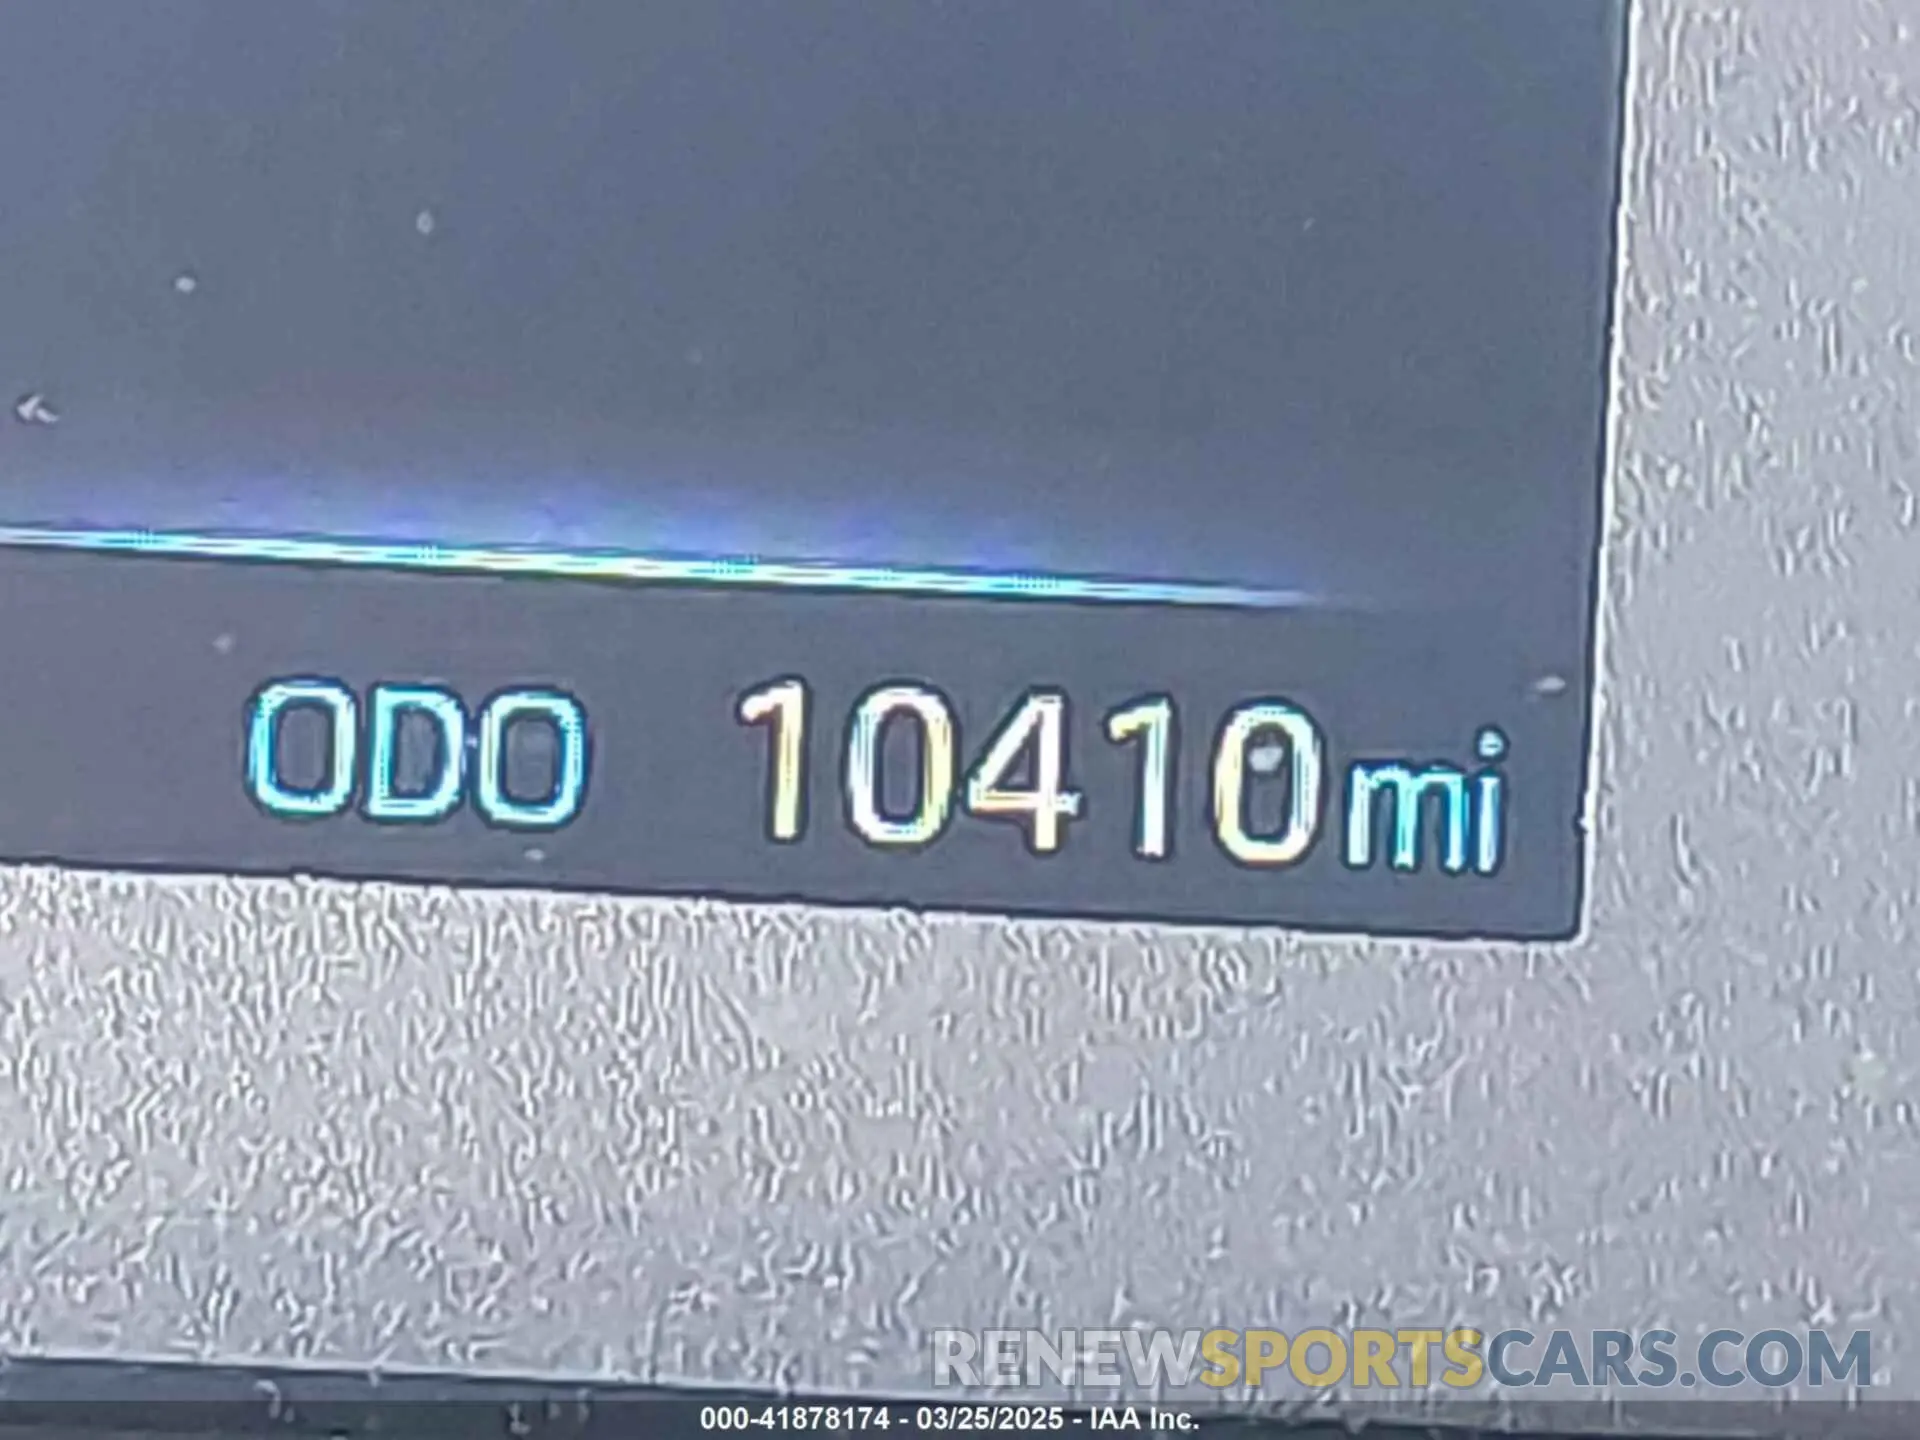 ODO 10410mi
RENEWSPORTSCARS.COM
000-41878174 - 03/25/2025 - IAA Inc.